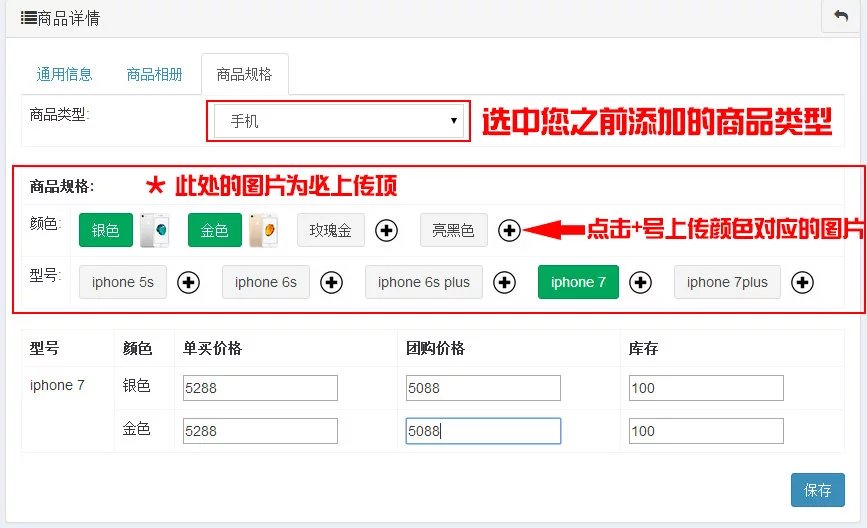 商品详情
通用信息 商品相册 商品规格
商品类型: 手机 选中您之前添加的商品类型
商品规格: * 此处的图片为必上传项
颜色: 银色 金色 玫瑰金 亮黑色 点击+号上传颜色对应的图片
型号: iphone 5s iphone 6s iphone 6s plus iphone 7 iphone 7plus
型号 颜色 单买价格 团购价格 库存
iphone 7 银色 5288 5088 100
金色 5288 5088 100
保存